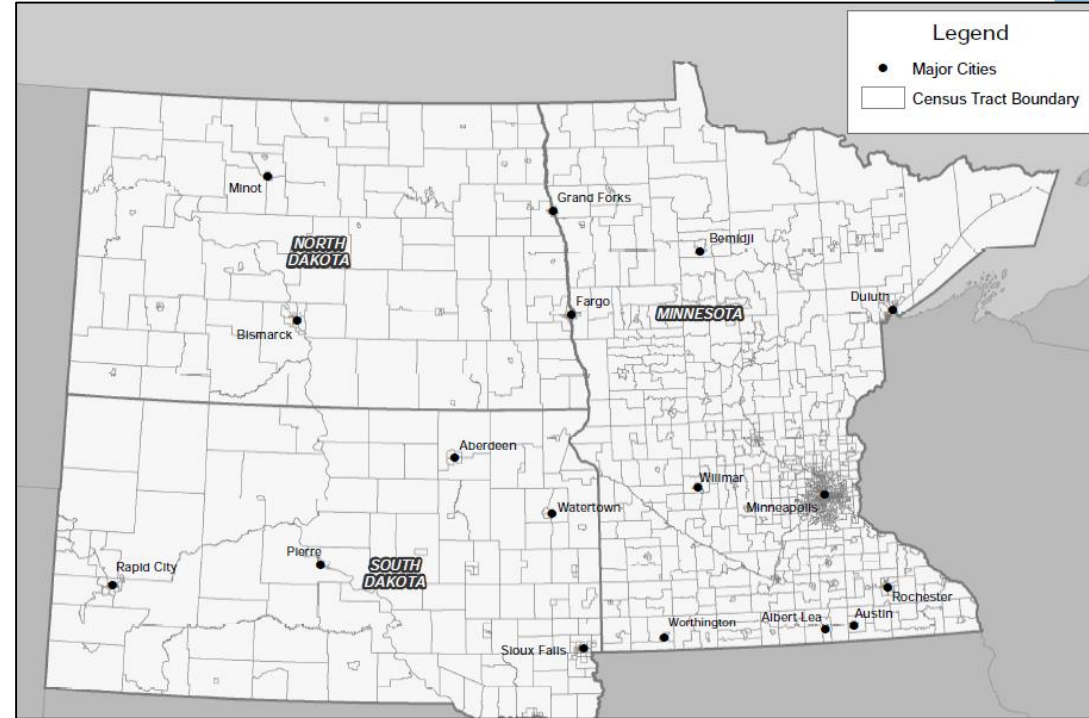 Legend
Major Cities
Census Tract Boundary
Minot
Grand Forks
NORTH
DAKOTA
Bemidji
Bismarck
Fargo
MINNESOTA
Duluth
Aberdeen
Willmar
Watertown
Minneapolis
Rapid City
Pierre
SOUTH
DAKOTA
Rochester
Worthington
Albert Lea
Austin
Sioux Falls